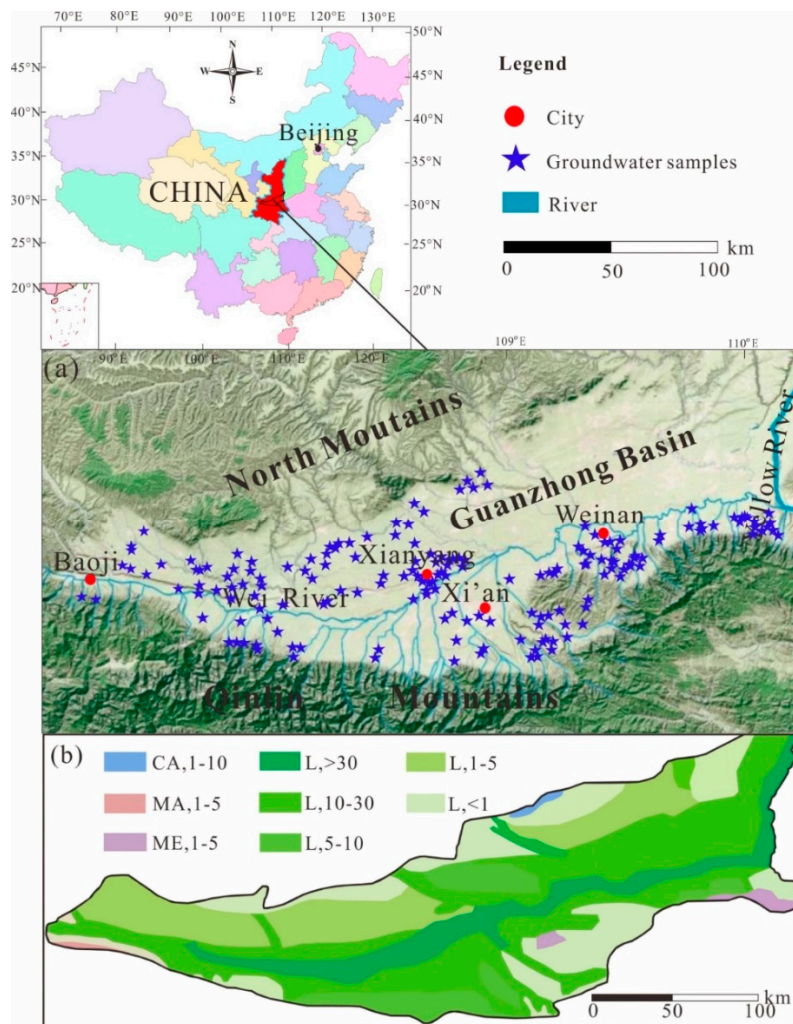 70°E 80°E 90°E 100°E 110°E 120°E 130°E
50°N
45°N
40°N
35°N
30°N
25°N
20°N
45°N
40°N
35°N
30°N
25°N
20°N
N
W E
S
Beijing
CHINA
Legend
City
Groundwater samples
River
km
0 50 100
90°E 100°E 110°E 120°E 109°E 110°E
(a)
North Moutains
Guanzhong Basin
Yellow River
Weinan
Baoji
Xianyang
Wei River
Xi'an
Qinlin Mountains
(b)
CA,1-10 L,>30 L,1-5
MA,1-5 L,10-30 L,<1
ME,1-5 L,5-10
km
0 50 100